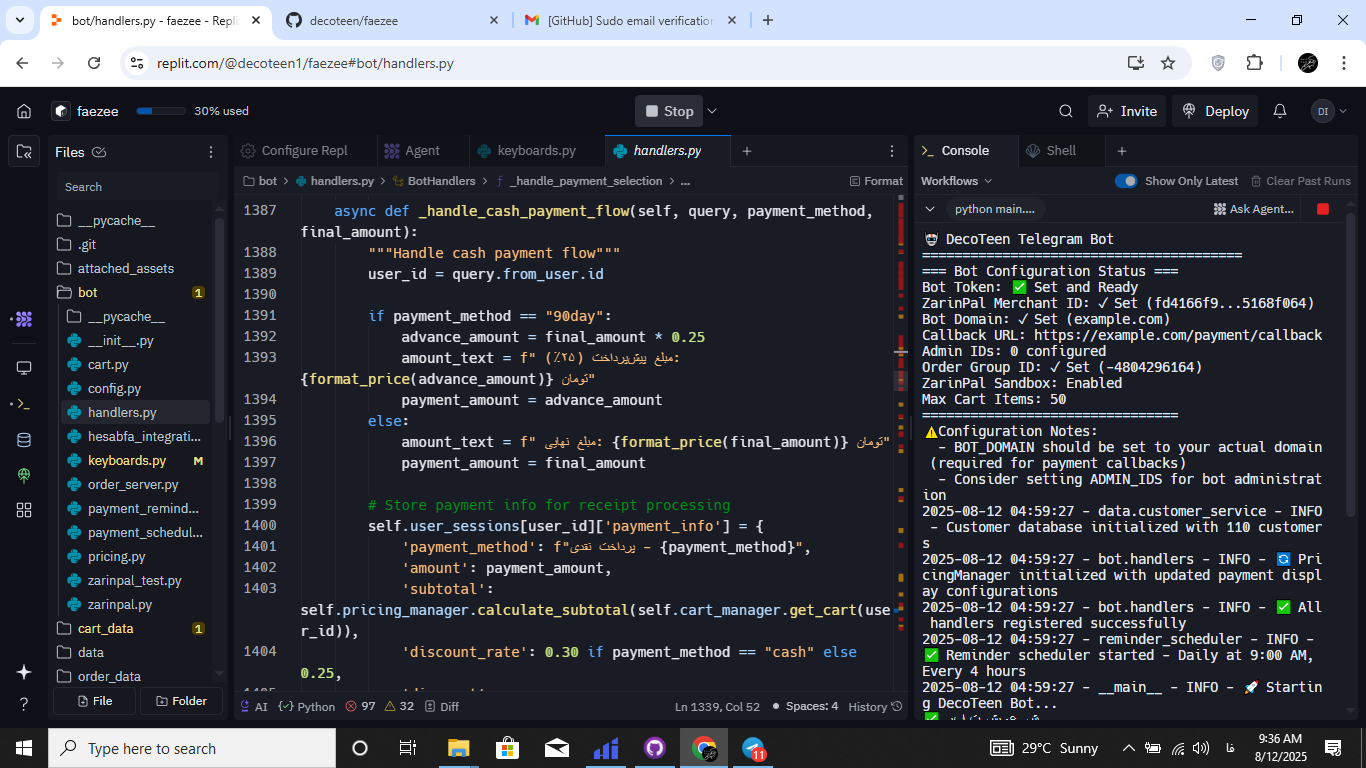 bot/handlers.py - faezee - Repli
decoteen/faezee
[GitHub] Sudo email verification
replit.com/@decoteen1/faezee#bot/handlers.py
faezee
30% used
Stop
Invite
Deploy
DI
Files
Search
__pycache__
.git
attached_assets
bot
1
__pycache__
__init__.py
cart.py
config.py
handlers.py
hesabfa_integrati...
keyboards.py
M
order_server.py
payment_remind...
payment_schedul...
pricing.py
zarinpal_test.py
zarinpal.py
cart_data
1
data
order_data
File
Folder
Configure Repl
Agent
keyboards.py
handlers.py
bot > handlers.py > BotHandlers > _handle_payment_selection > ...
Format
1387 async def _handle_cash_payment_flow(self, query, payment_method,
final_amount):
1388 """Handle cash payment flow"""
1389 user_id = query.from_user.id
1390
1391 if payment_method == "90day":
1392 advance_amount = final_amount * 0.25
1393 amount_text = f" مبلغ پیش‌پرداخت (۲۵٪):
{format_price(advance_amount)} تومان"
1394 payment_amount = advance_amount
1395 else:
1396 amount_text = f" مبلغ نهایی: {format_price(final_amount)} تومان"
1397 payment_amount = final_amount
1398
1399 # Store payment info for receipt processing
1400 self.user_sessions[user_id]['payment_info'] = {
1401 'payment_method': f"پرداخت نقدی - {payment_method}",
1402 'amount': payment_amount,
1403 'subtotal':
self.pricing_manager.calculate_subtotal(self.cart_manager.get_cart(use
r_id)),
1404 'discount_rate': 0.30 if payment_method == "cash" else
0.25,
AI
Python
97
32
Diff
Ln 1339, Col 52
Spaces: 4
History
Console
Shell
Workflows
Show Only Latest
Clear Past Runs
python main....
Ask Agent...
🤖 DecoTeen Telegram Bot
========================================
=== Bot Configuration Status ===
Bot Token: ✅ Set and Ready
ZarinPal Merchant ID: ✓ Set (fd4166f9...5168f064)
Bot Domain: ✓ Set (example.com)
Callback URL: https://example.com/payment/callback
Admin IDs: 0 configured
Order Group ID: ✓ Set (-4804296164)
ZarinPal Sandbox: Enabled
Max Cart Items: 50
================================
⚠️Configuration Notes:
- BOT_DOMAIN should be set to your actual domain
(required for payment callbacks)
- Consider setting ADMIN_IDS for bot administrat
ion
2025-08-12 04:59:27 - data.customer_service - INFO
- Customer database initialized with 110 customer
s
2025-08-12 04:59:27 - bot.handlers - INFO - 🔄 Pri
cingManager initialized with updated payment displ
ay configurations
2025-08-12 04:59:27 - bot.handlers - INFO - ✅ All
handlers registered successfully
2025-08-12 04:59:27 - reminder_scheduler - INFO -
✅ Reminder scheduler started - Daily at 9:00 AM,
Every 4 hours
2025-08-12 04:59:27 - __main__ - INFO - 🚀 Startin
g DecoTeen Bot...
Type here to search
11
29°C Sunny
فا
9:36 AM
8/12/2025